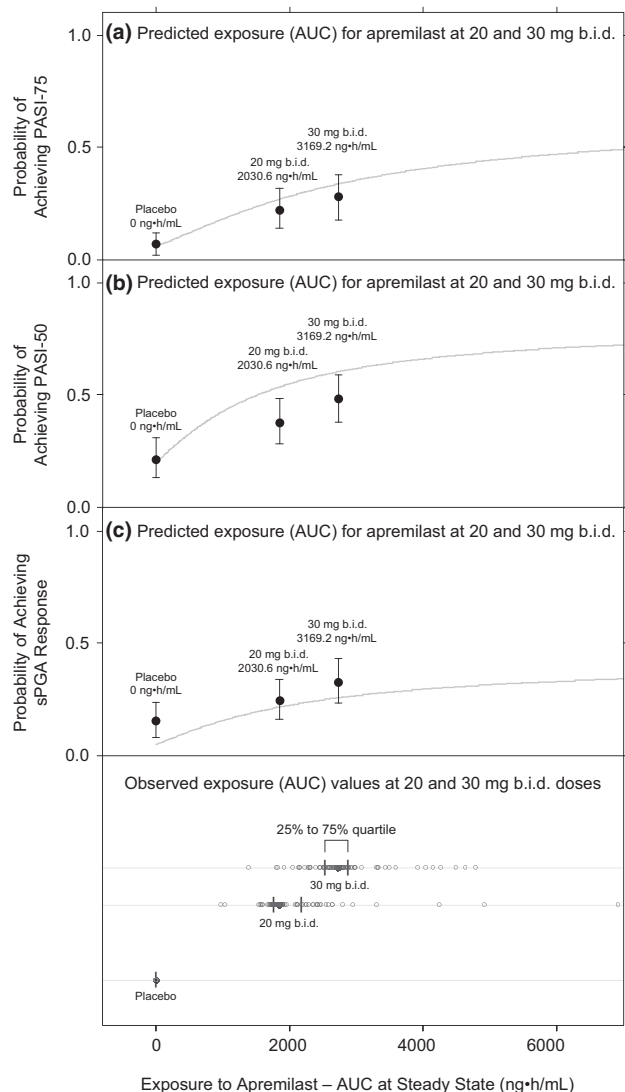 (a) Predicted exposure (AUC) for apremilast at 20 and 30 mg b.i.d.
Probability of
Achieving PASI-75
1.0
0.5
0.0
30 mg b.i.d.
3169.2 ng•h/mL
20 mg b.i.d.
2030.6 ng•h/mL
Placebo
0 ng•h/mL
(b) Predicted exposure (AUC) for apremilast at 20 and 30 mg b.i.d.
Probability of
Achieving PASI-50
1.0
0.5
0.0
30 mg b.i.d.
3169.2 ng•h/mL
20 mg b.i.d.
2030.6 ng•h/mL
Placebo
0 ng•h/mL
(c) Predicted exposure (AUC) for apremilast at 20 and 30 mg b.i.d.
Probability of Achieving
sPGA Response
1.0
0.5
0.0
30 mg b.i.d.
3169.2 ng•h/mL
20 mg b.i.d.
2030.6 ng•h/mL
Placebo
0 ng•h/mL
Observed exposure (AUC) values at 20 and 30 mg b.i.d. doses
25% to 75% quartile
30 mg b.i.d.
20 mg b.i.d.
Placebo
0 2000 4000 6000
Exposure to Apremilast – AUC at Steady State (ng•h/mL)